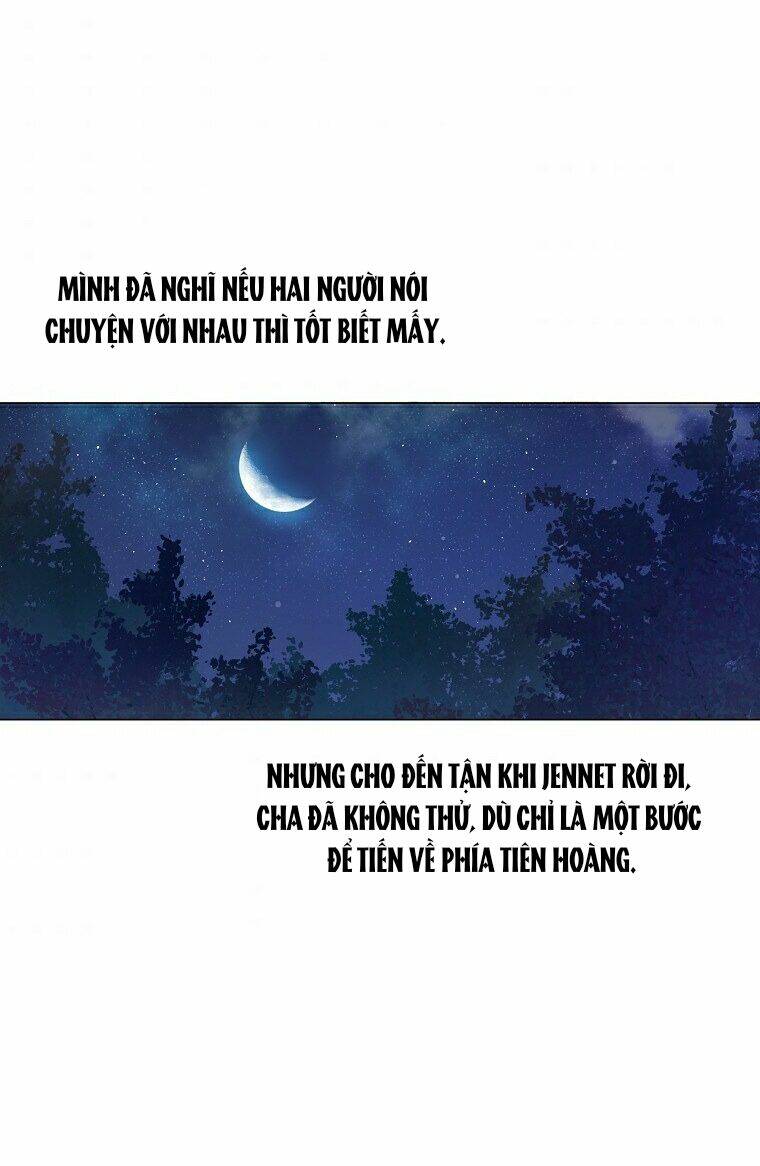 MÌNH ĐÃ NGHĨ NẾU HAI NGƯỜI NÓI
CHUYỆN VỚI NHAU THÌ TỐT BIẾT MẤY.
NHƯNG CHO ĐẾN TẬN KHI JENNET RỜI ĐI,
CHA ĐÃ KHÔNG THỬ, DÙ CHỈ LÀ MỘT BƯỚC
ĐỂ TIẾN VỀ PHÍA TIÊN HOÀNG.